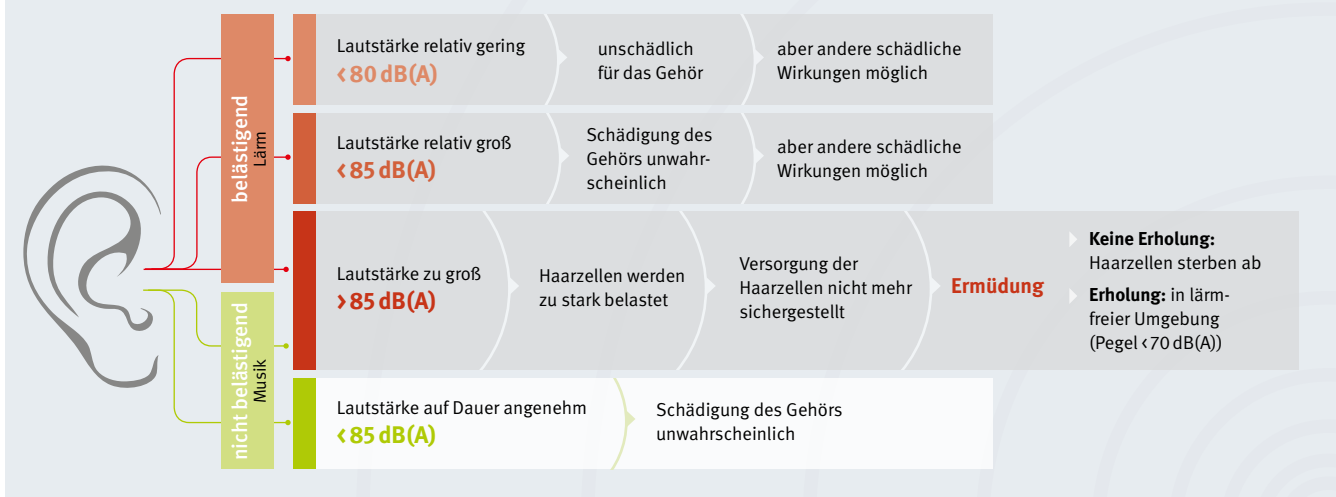 belästigend
Lärm
nicht belästigend
Musik
Lautstärke relativ gering
< 80 dB(A)
unschädlich
für das Gehör
aber andere schädliche
Wirkungen möglich
Lautstärke relativ groß
< 85 dB(A)
Schädigung des
Gehörs unwahr-
scheinlich
aber andere schädliche
Wirkungen möglich
Lautstärke zu groß
> 85 dB(A)
Haarzellen werden
zu stark belastet
Versorgung der
Haarzellen nicht mehr
sichergestellt
Ermüdung
Keine Erholung:
Haarzellen sterben ab
Erholung: in lärm-
freier Umgebung
(Pegel < 70 dB(A))
Lautstärke auf Dauer angenehm
< 85 dB(A)
Schädigung des Gehörs
unwahrscheinlich